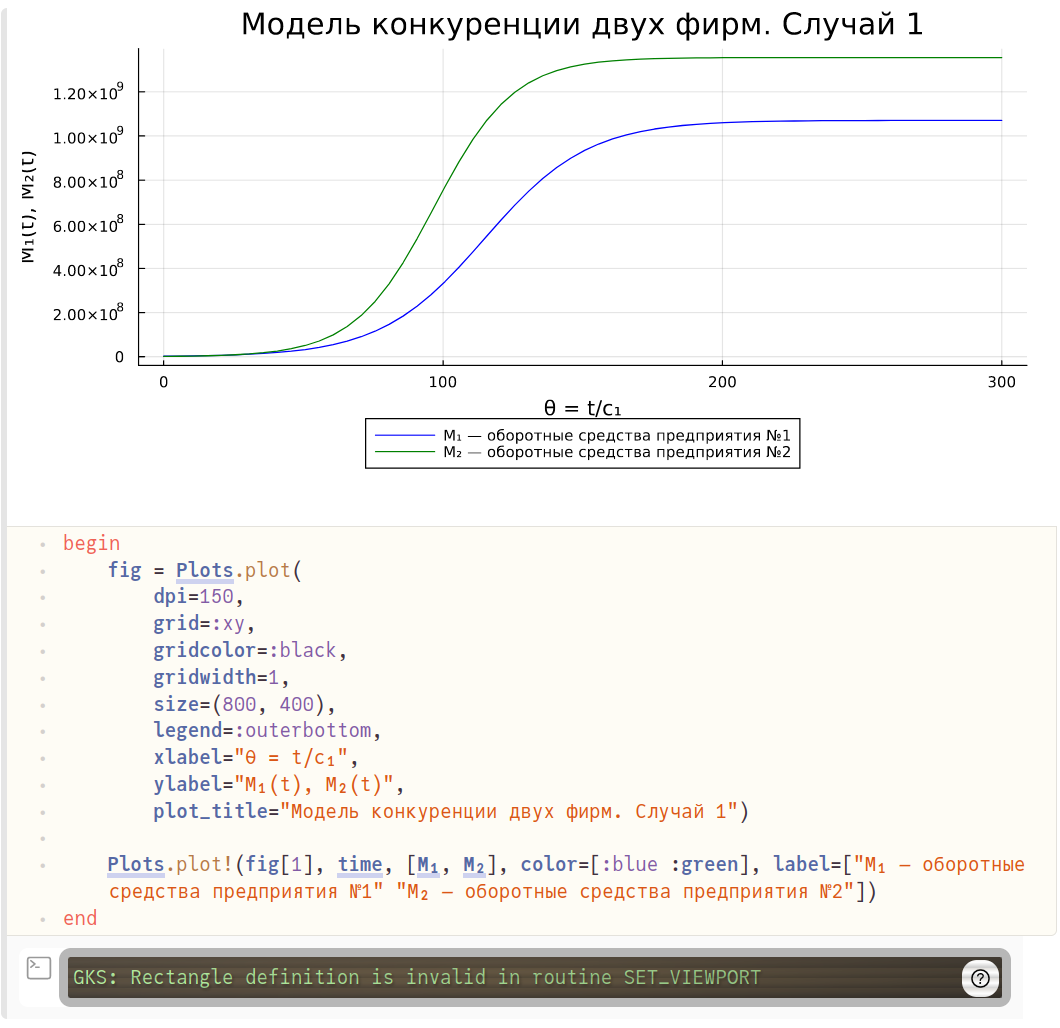 Модель конкуренции двух фирм. Случай 1
M₁(t), M₂(t)
1.20×10⁹
1.00×10⁹
8.00×10⁸
6.00×10⁸
4.00×10⁸
2.00×10⁸
0
0 100 200 300
θ = t/c₁
M₁ — оборотные средства предприятия №1
M₂ — оборотные средства предприятия №2
begin
fig = Plots.plot(
dpi=150,
grid=:xy,
gridcolor=:black,
gridwidth=1,
size=(800, 400),
legend=:outerbottom,
xlabel="θ = t/c₁",
ylabel="M₁(t), M₂(t)",
plot_title="Модель конкуренции двух фирм. Случай 1")
Plots.plot!(fig[1], time, [M₁, M₂], color=[:blue :green], label=["M₁ — оборотные
средства предприятия №1" "M₂ — оборотные средства предприятия №2"])
end
GKS: Rectangle definition is invalid in routine SET_VIEWPORT